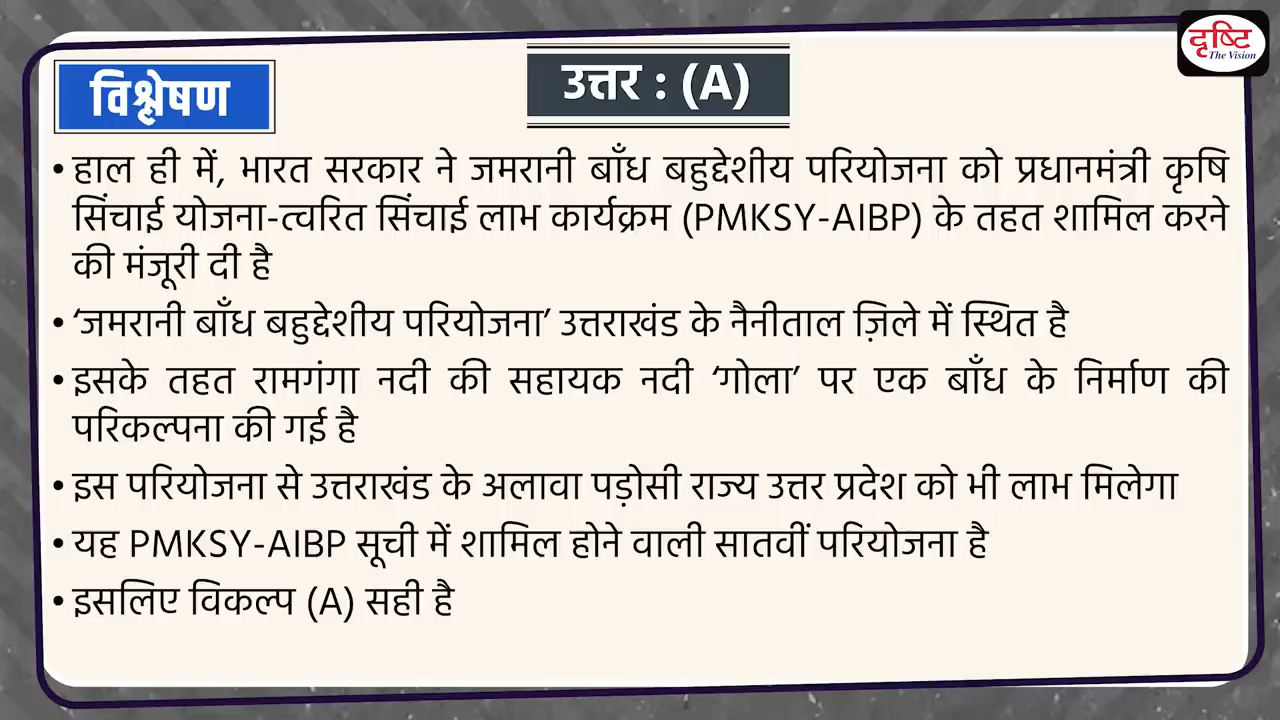 दृष्टि
The Vision
विश्लेषण
उत्तर : (A)
• हाल ही में, भारत सरकार ने जमरानी बाँध बहुद्देशीय परियोजना को प्रधानमंत्री कृषि
सिंचाई योजना-त्वरित सिंचाई लाभ कार्यक्रम (PMKSY-AIBP) के तहत शामिल करने
की मंजूरी दी है
• ‘जमरानी बाँध बहुद्देशीय परियोजना’ उत्तराखंड के नैनीताल ज़िले में स्थित है
• इसके तहत रामगंगा नदी की सहायक नदी ‘गोला’ पर एक बाँध के निर्माण की
परिकल्पना की गई है
• इस परियोजना से उत्तराखंड के अलावा पड़ोसी राज्य उत्तर प्रदेश को भी लाभ मिलेगा
• यह PMKSY-AIBP सूची में शामिल होने वाली सातवीं परियोजना है
• इसलिए विकल्प (A) सही है